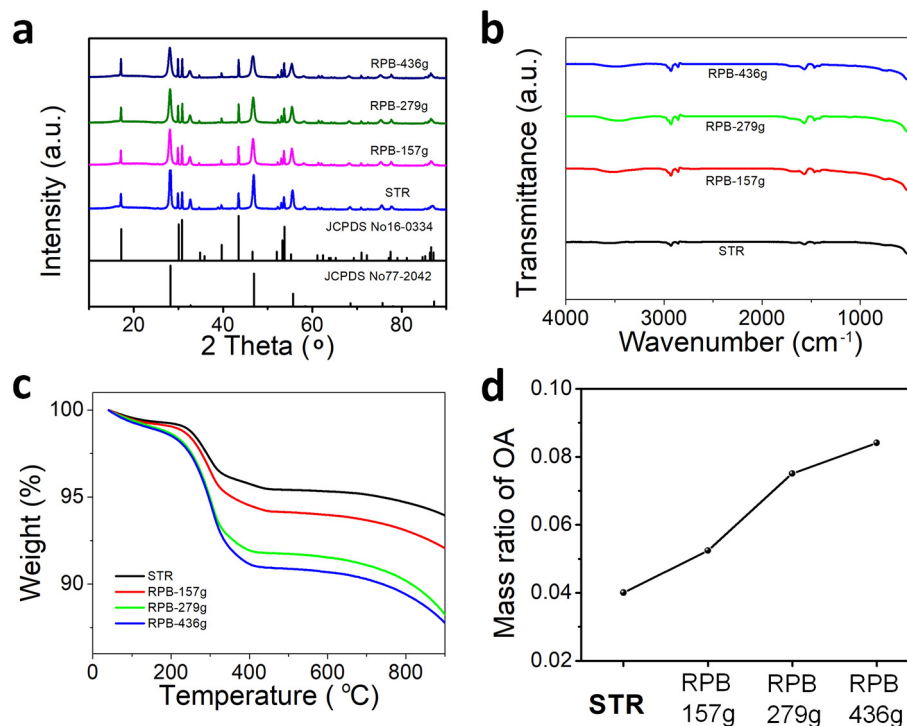 a
Intensity (a.u.)
RPB-436g
RPB-279g
RPB-157g
STR
JCPDS No16-0334
JCPDS No77-2042
20 40 60 80
2 Theta (º)
b
Transmittance (a.u.)
RPB-436g
RPB-279g
RPB-157g
STR
4000 3000 2000 1000
Wavenumber (cm⁻¹)
c
Weight (%)
100
95
90
STR
RPB-157g
RPB-279g
RPB-436g
0 200 400 600 800
Temperature ( °C)
d
Mass ratio of OA
0.10
0.08
0.06
0.04
0.02
STR RPB RPB RPB
157g 279g 436g